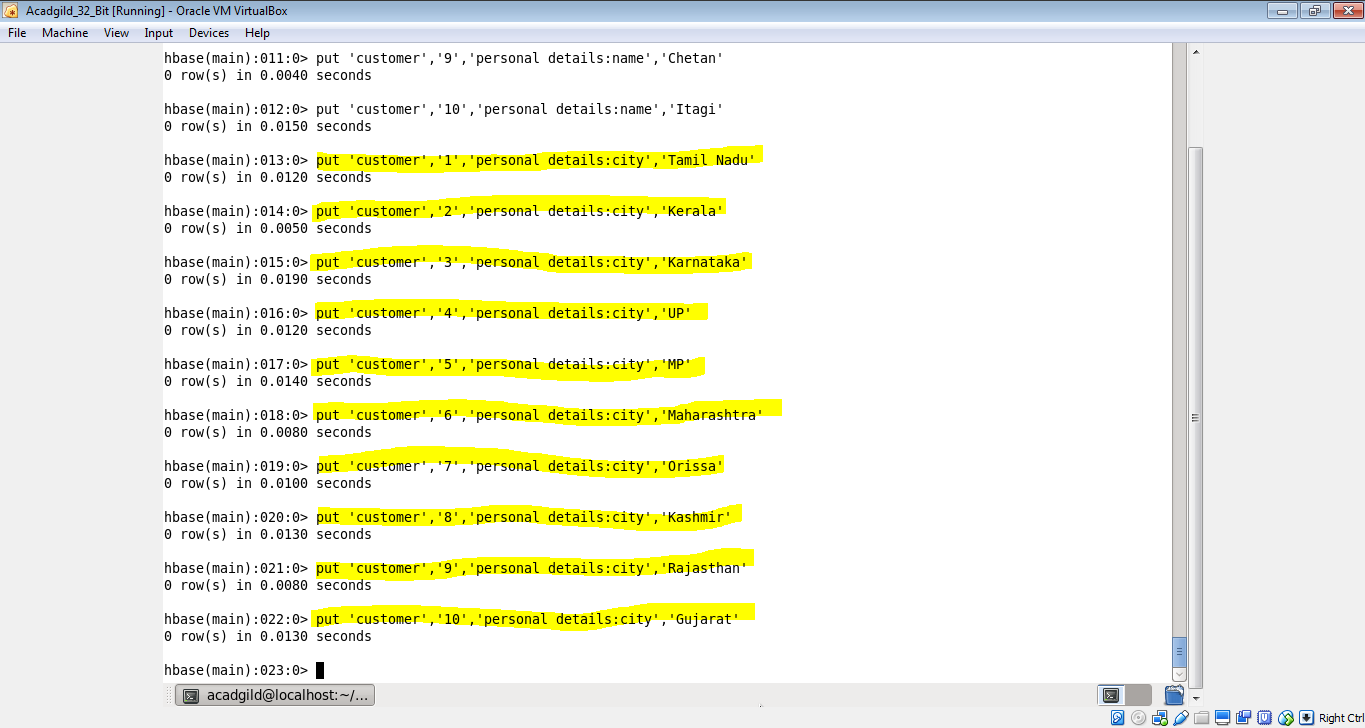 Acadgild_32_Bit [Running] - Oracle VM VirtualBox
File Machine View Input Devices Help
hbase(main):011:0> put 'customer','9','personal details:name','Chetan'
0 row(s) in 0.0040 seconds
hbase(main):012:0> put 'customer','10','personal details:name','Itagi'
0 row(s) in 0.0150 seconds
hbase(main):013:0> put 'customer','1','personal details:city','Tamil Nadu'
0 row(s) in 0.0120 seconds
hbase(main):014:0> put 'customer','2','personal details:city','Kerala'
0 row(s) in 0.0050 seconds
hbase(main):015:0> put 'customer','3','personal details:city','Karnataka'
0 row(s) in 0.0190 seconds
hbase(main):016:0> put 'customer','4','personal details:city','UP'
0 row(s) in 0.0120 seconds
hbase(main):017:0> put 'customer','5','personal details:city','MP'
0 row(s) in 0.0140 seconds
hbase(main):018:0> put 'customer','6','personal details:city','Maharashtra'
0 row(s) in 0.0080 seconds
hbase(main):019:0> put 'customer','7','personal details:city','Orissa'
0 row(s) in 0.0100 seconds
hbase(main):020:0> put 'customer','8','personal details:city','Kashmir'
0 row(s) in 0.0130 seconds
hbase(main):021:0> put 'customer','9','personal details:city','Rajasthan'
0 row(s) in 0.0080 seconds
hbase(main):022:0> put 'customer','10','personal details:city','Gujarat'
0 row(s) in 0.0130 seconds
hbase(main):023:0>
acadgild@localhost:~/...
Right Ctrl